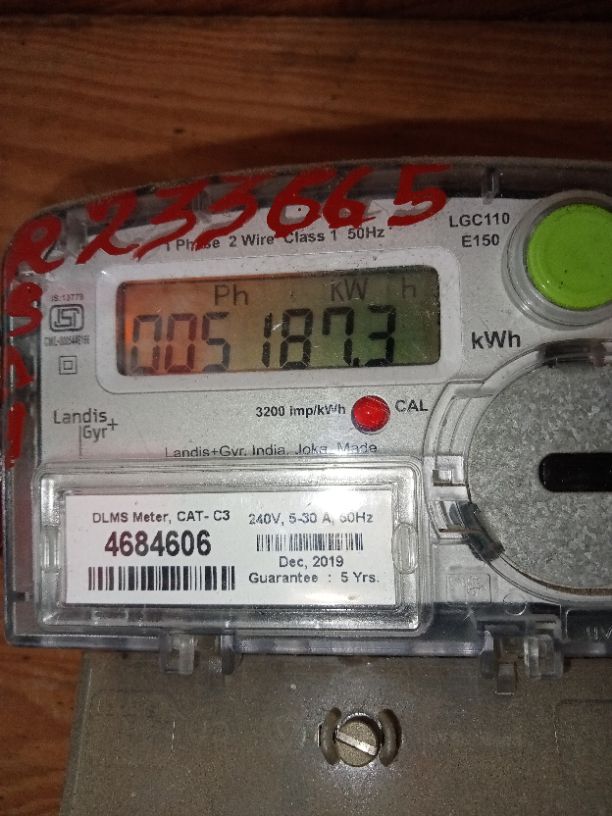 R233665
1 Phase 2 Wire Class 1 50Hz
LGC110
E150
IS:13779
Ph KW h
005187.3
kWh
3200 imp/kWh
CAL
Landis
Gyr+
Landis+Gyr, India, Joka, Made
DLMS Meter, CAT- C3
240V, 5-30 A, 50Hz
4684606
Dec, 2019
Guarantee : 5 Yrs.